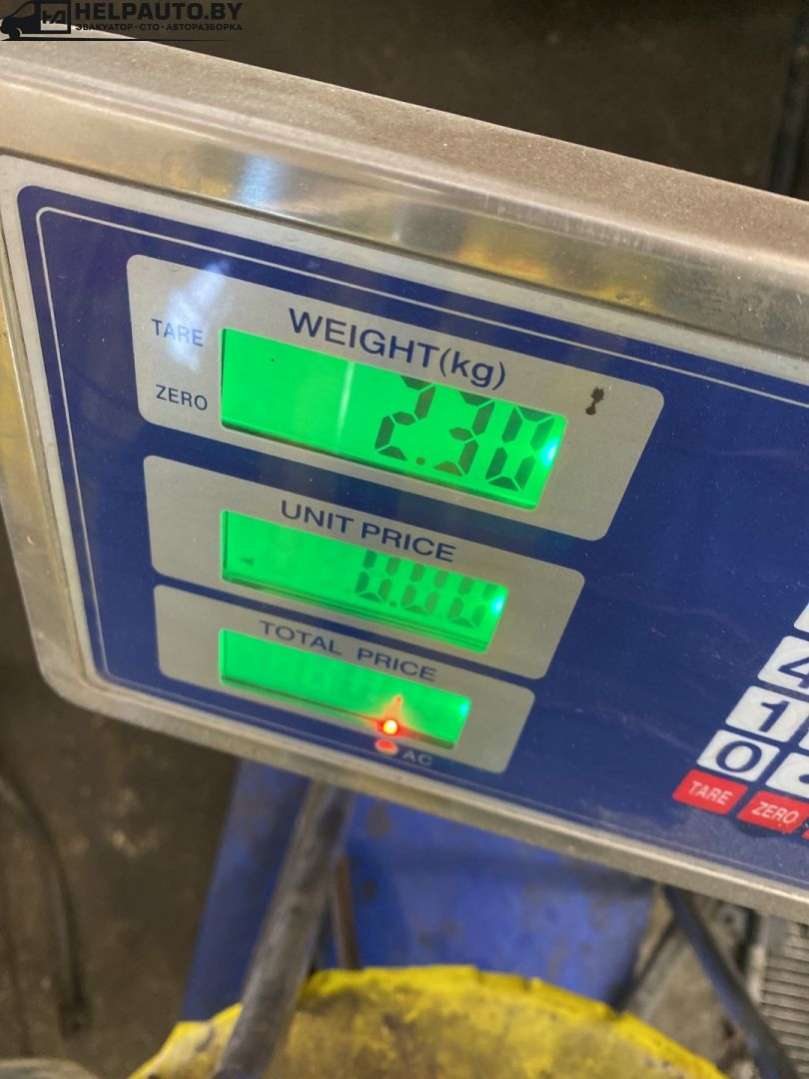 HELPAUTO.BY
ЭВАКУАТОР·СТО·АВТОРАЗБОРКА
WEIGHT(kg)
TARE
ZERO
2.30
UNIT PRICE
0.00
TOTAL PRICE
AC
4
1
0
TARE
ZERO